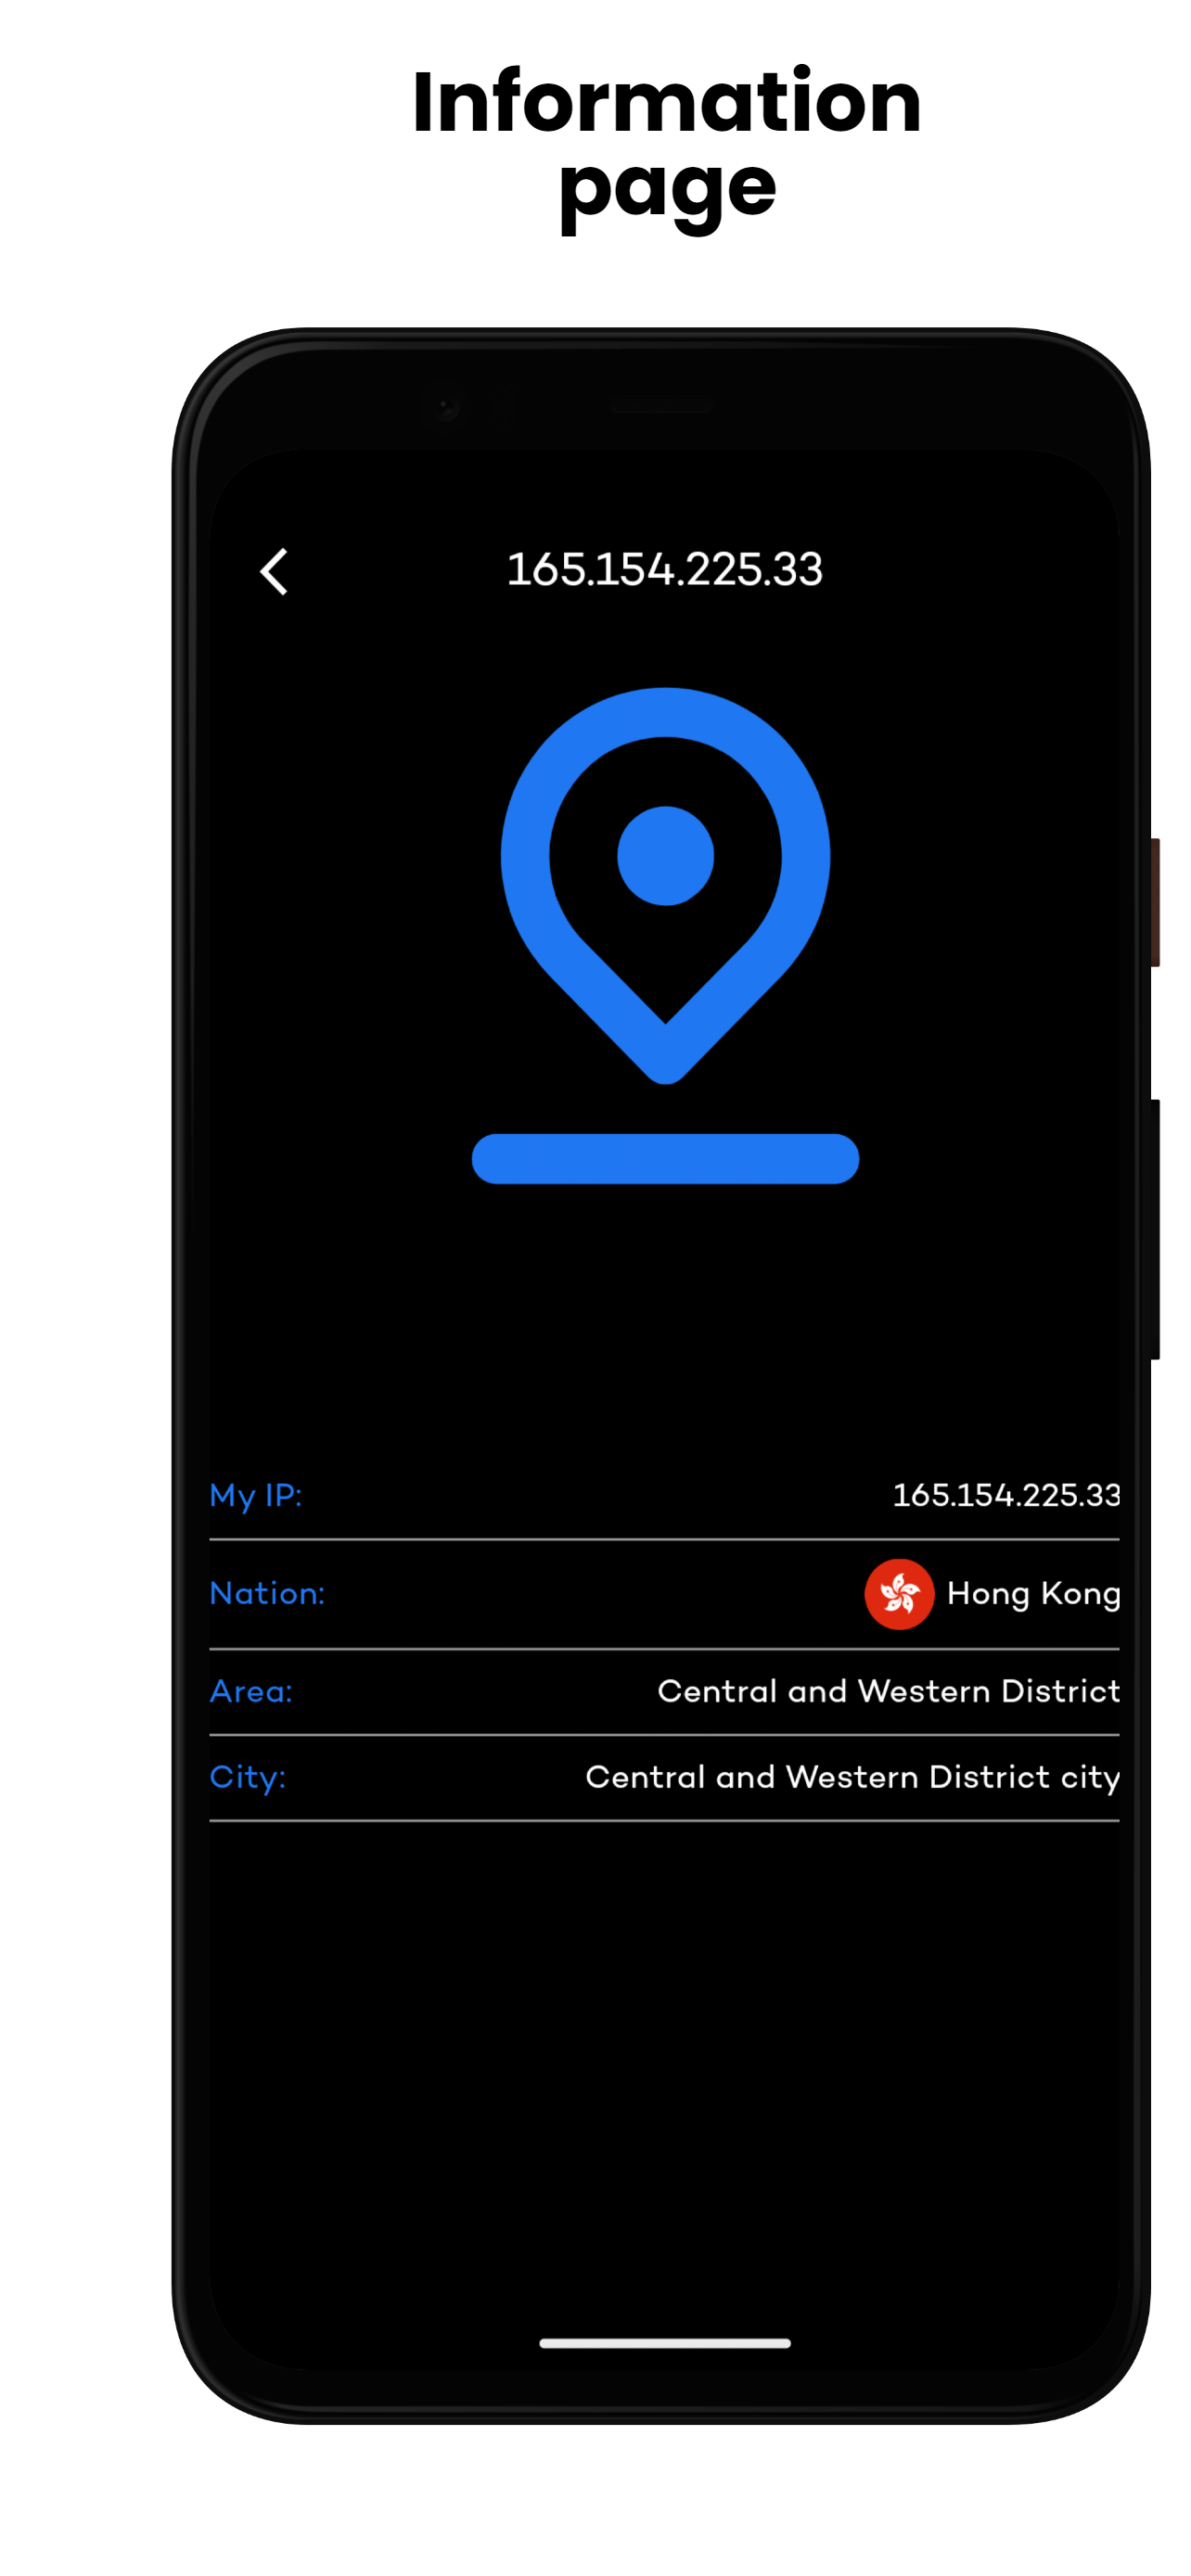 Information
page
165.154.225.33
My IP: 165.154.225.33
Nation: Hong Kong
Area: Central and Western District
City: Central and Western District city